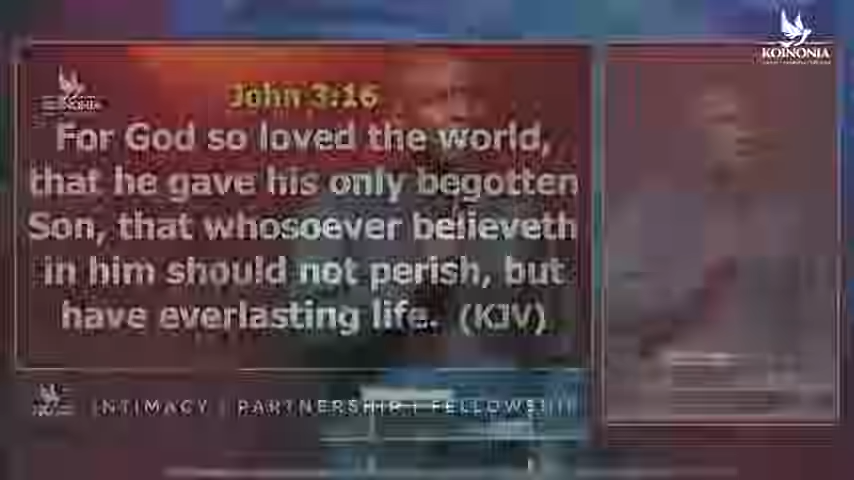 KOINONIA
John 3:16
For God so loved the world,
that he gave his only begotten
Son, that whosoever believeth
in him should not perish, but
have everlasting life. (KJV)
INTIMACY | PARTNERSHIP | FELLOWSHIP